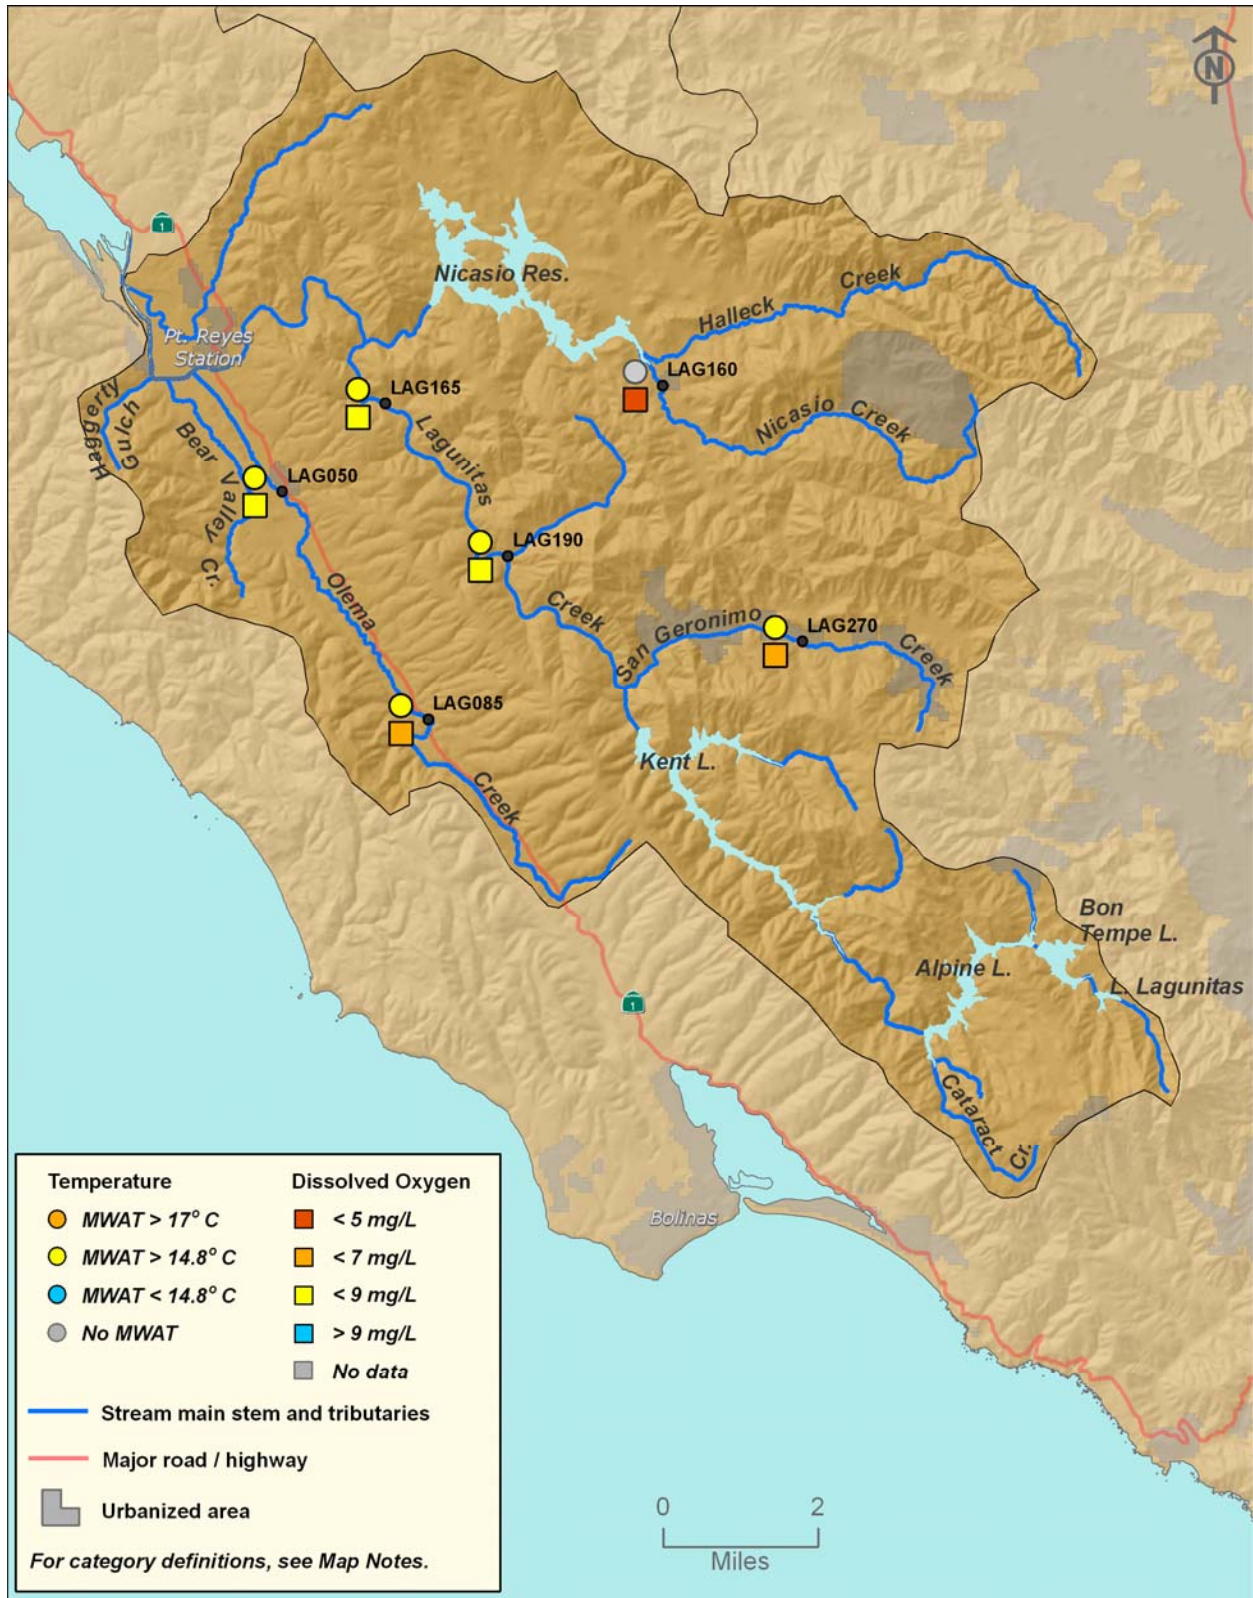 N
1
Nicasio Res.
Halleck
Creek
Pt. Reyes
Station
LAG160
LAG165
Haggerty
Gulch
Bear
Valley
Cr.
Lagunitas
Nicasio
Creek
LAG050
LAG190
Olema
Creek
San Geronimo
LAG270
Creek
LAG085
Kent L.
Creek
Bon
Tempe L.
Alpine L.
L. Lagunitas
1
Cataract
Cr.
Bolinas
Temperature
MWAT > 17° C
MWAT > 14.8° C
MWAT < 14.8° C
No MWAT
Dissolved Oxygen
< 5 mg/L
< 7 mg/L
< 9 mg/L
> 9 mg/L
No data
Stream main stem and tributaries
Major road / highway
Urbanized area
For category definitions, see Map Notes.
0 2
Miles